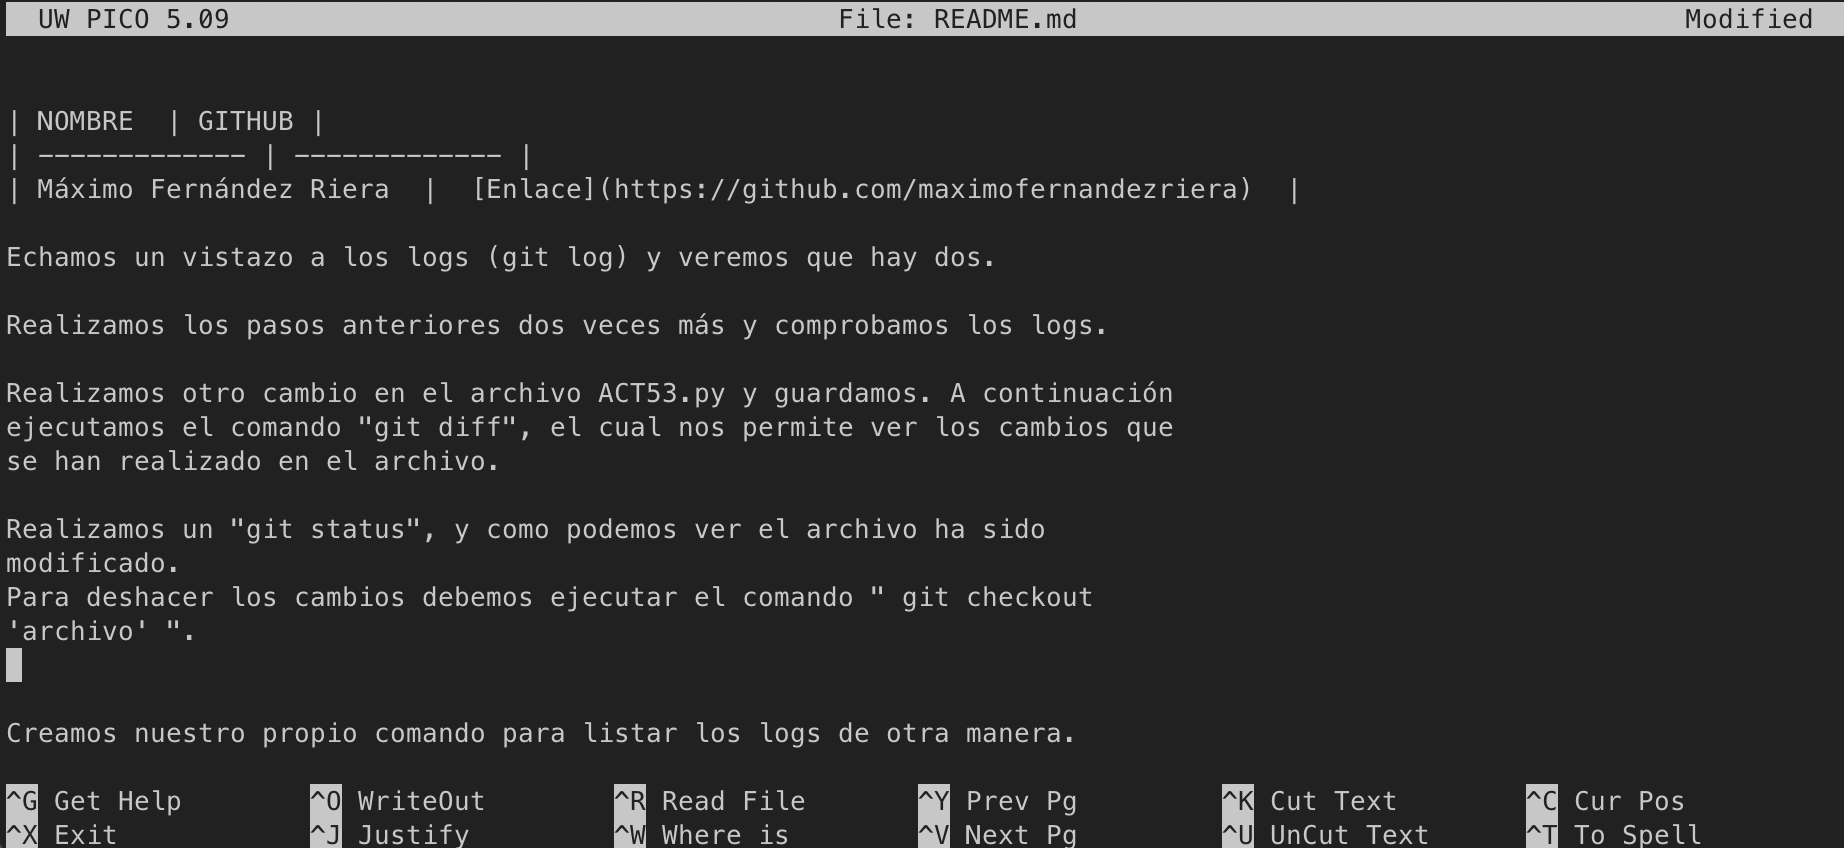 UW PICO 5.09 File: README.md Modified
| NOMBRE  | GITHUB |
| ------------- | ------------- |
| Máximo Fernández Riera  |  [Enlace](https://github.com/maximofernandezriera)  |
Echamos un vistazo a los logs (git log) y veremos que hay dos.
Realizamos los pasos anteriores dos veces más y comprobamos los logs.
Realizamos otro cambio en el archivo ACT53.py y guardamos. A continuación
ejecutamos el comando "git diff", el cual nos permite ver los cambios que
se han realizado en el archivo.
Realizamos un "git status", y como podemos ver el archivo ha sido
modificado.
Para deshacer los cambios debemos ejecutar el comando " git checkout
'archivo' ".
Creamos nuestro propio comando para listar los logs de otra manera.
^G Get Help ^O WriteOut ^R Read File ^Y Prev Pg ^K Cut Text ^C Cur Pos
^X Exit ^J Justify ^W Where is ^V Next Pg ^U UnCut Text ^T To Spell